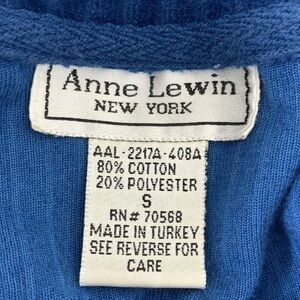 Anne Lewin
NEW YORK
AAL-2217A-408A
80% COTTON
20% POLYESTER
S
RN# 70568
MADE IN TURKEY
SEE REVERSE FOR
CARE